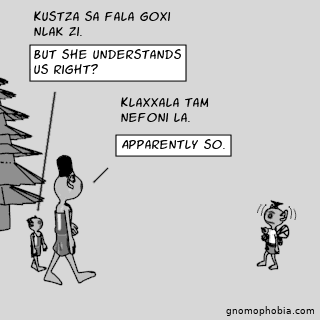 KUSTZA SA FALA GOXI
NLAK ZI.
BUT SHE UNDERSTANDS
US RIGHT?
KLAXXALA TAM
NEFONI LA.
APPARENTLY SO.
gnomophobia.com